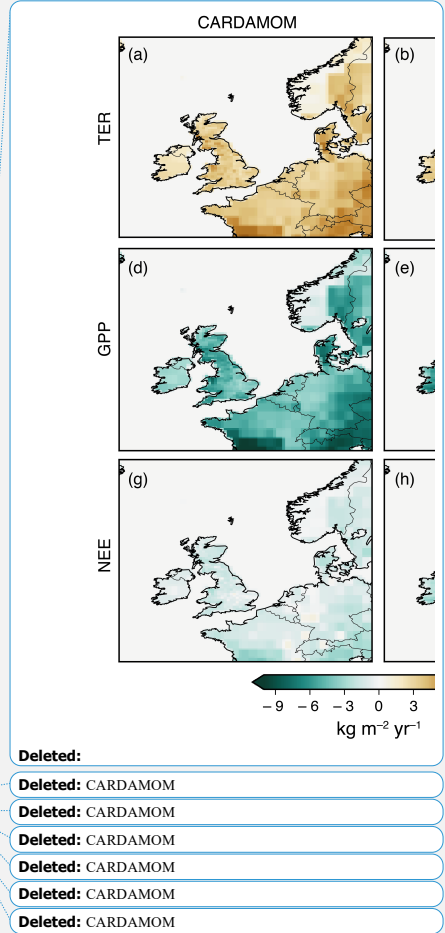 CARDAMOM
(a)
(b)
TER
(d)
(e)
GPP
(g)
(h)
NEE
−9 −6 −3 0 3
kg m⁻² yr⁻¹
Deleted:
Deleted: CARDAMOM
Deleted: CARDAMOM
Deleted: CARDAMOM
Deleted: CARDAMOM
Deleted: CARDAMOM
Deleted: CARDAMOM